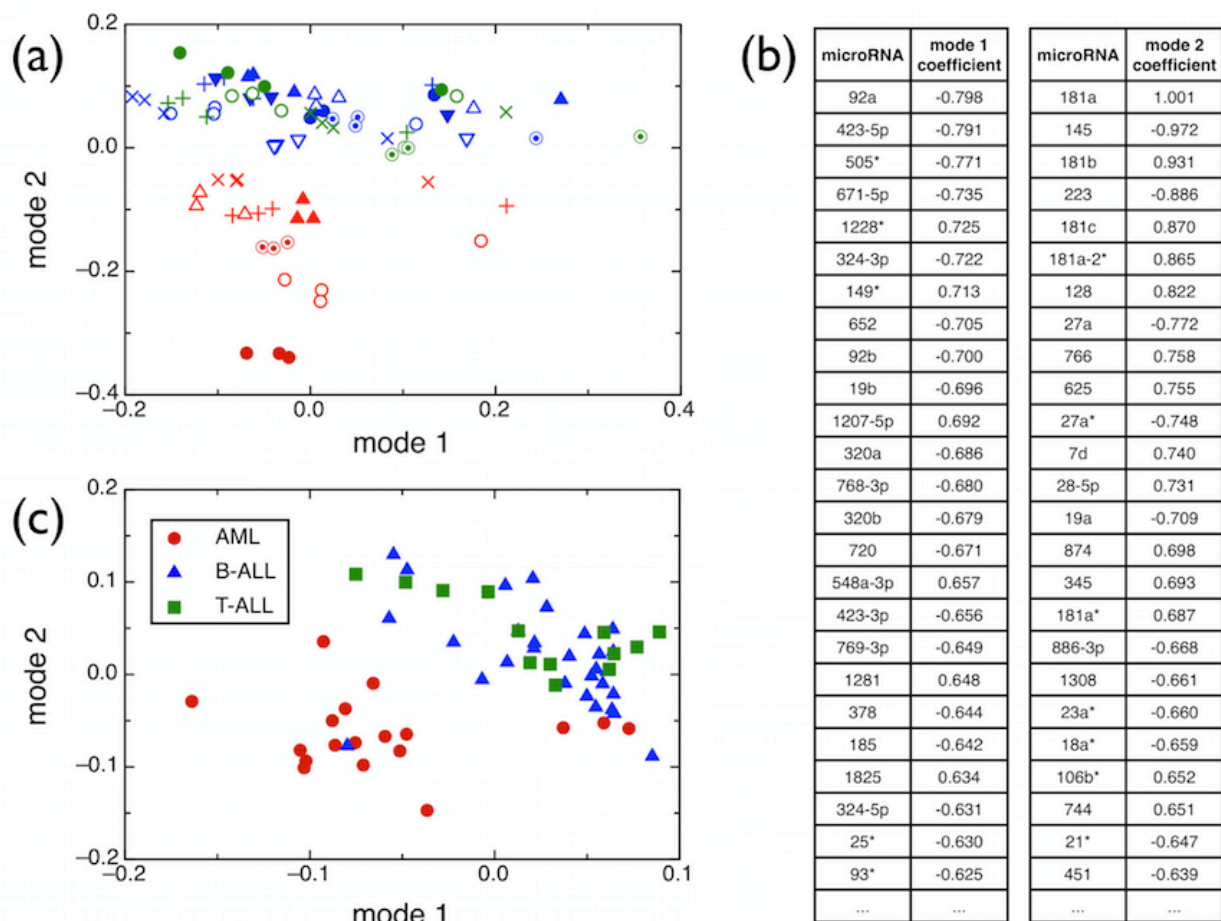 (a)
0.2
0.0
−0.2
−0.4
mode 2
−0.2 0.0 0.2 0.4
mode 1
(b)
microRNA mode 1 coefficient microRNA mode 2 coefficient
92a -0.798 181a 1.001
423-5p -0.791 145 -0.972
505* -0.771 181b 0.931
671-5p -0.735 223 -0.886
1228* 0.725 181c 0.870
324-3p -0.722 181a-2* 0.865
149* 0.713 128 0.822
652 -0.705 27a -0.772
92b -0.700 766 0.758
19b -0.696 625 0.755
1207-5p 0.692 27a* -0.748
320a -0.686 7d 0.740
768-3p -0.680 28-5p 0.731
320b -0.679 19a -0.709
720 -0.671 874 0.698
548a-3p 0.657 345 0.693
423-3p -0.656 181a* 0.687
769-3p -0.649 886-3p -0.668
1281 0.648 1308 -0.661
378 -0.644 23a* -0.660
185 -0.642 18a* -0.659
1825 0.634 106b* 0.652
324-5p -0.631 744 0.651
25* -0.630 21* -0.647
93* -0.625 451 -0.639
... ... ... ...
(c)
0.2
0.1
0.0
−0.1
−0.2
mode 2
AML
B-ALL
T-ALL
−0.2 −0.1 0.0 0.1
mode 1